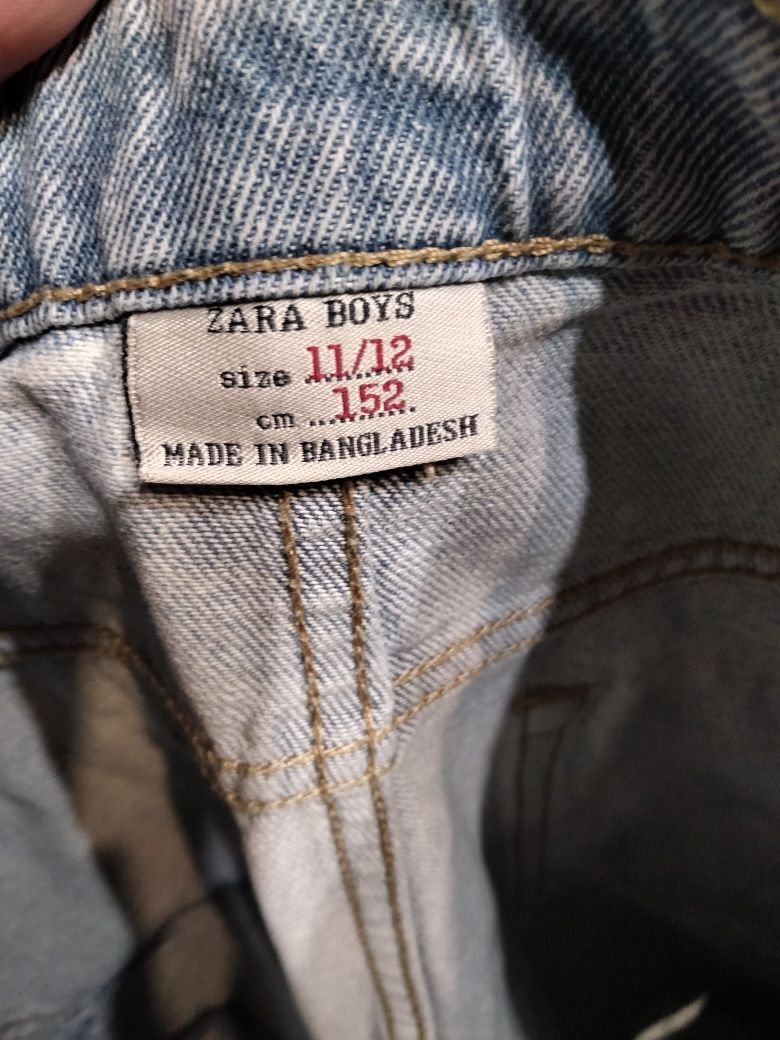 ZARA BOYS
size 11/12
cm 152
MADE IN BANGLADESH